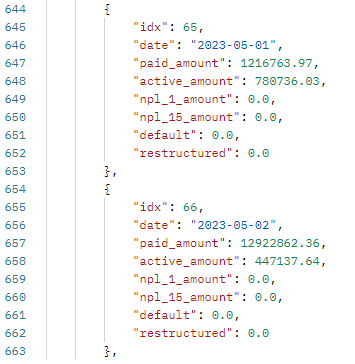 644 {
645 "idx": 65,
646 "date": "2023-05-01",
647 "paid_amount": 1216763.97,
648 "active_amount": 780736.03,
649 "npl_1_amount": 0.0,
650 "npl_15_amount": 0.0,
651 "default": 0.0,
652 "restructured": 0.0
653 },
654 {
655 "idx": 66,
656 "date": "2023-05-02",
657 "paid_amount": 12922862.36,
658 "active_amount": 447137.64,
659 "npl_1_amount": 0.0,
660 "npl_15_amount": 0.0,
661 "default": 0.0,
662 "restructured": 0.0
663 },